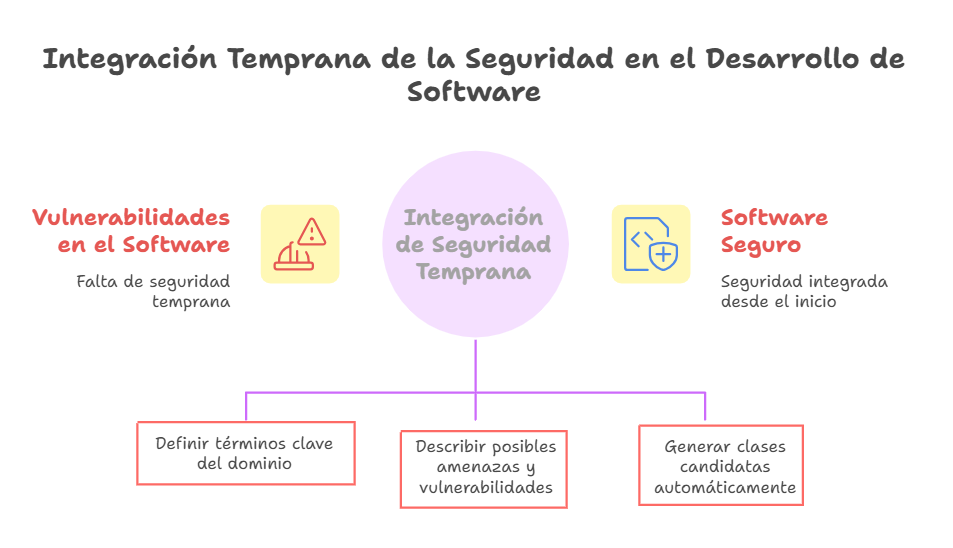 Integración Temprana de la Seguridad en el Desarrollo de
Software
Vulnerabilidades
en el Software
Falta de seguridad
temprana
Integración
de Seguridad
Temprana
Software
Seguro
Seguridad integrada
desde el inicio
Definir términos clave
del dominio
Describir posibles
amenazas y
vulnerabilidades
Generar clases
candidatas
automáticamente